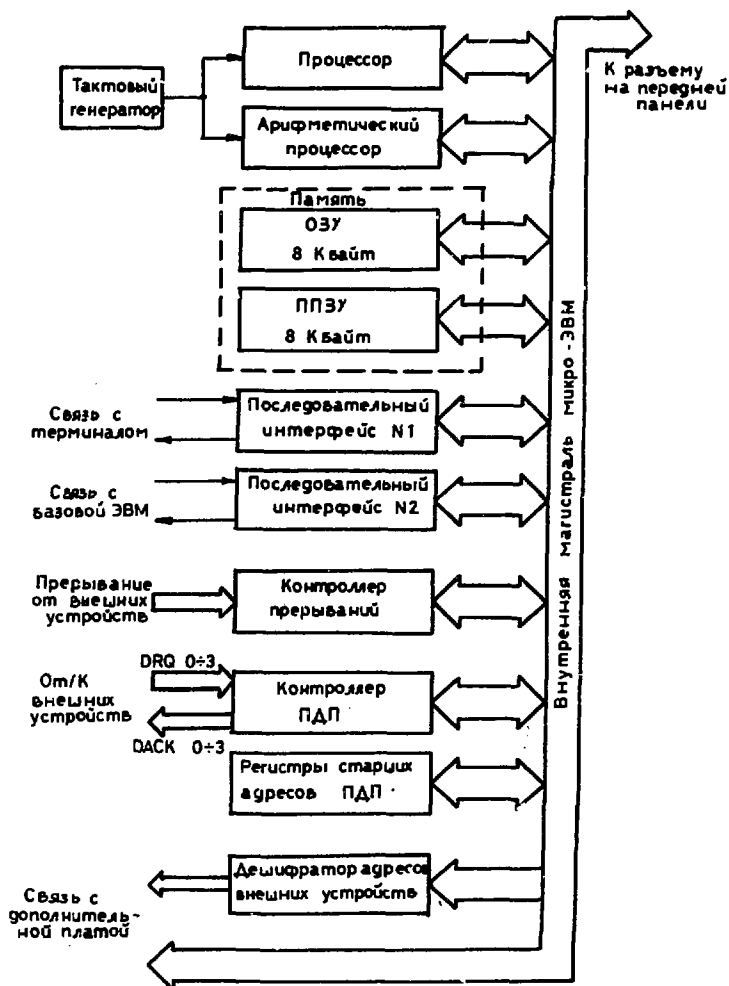 Процессор
К разъему
на передней
панели
Тактовый
генератор
Арифметический
процессор
Память
ОЗУ
8 Кбайт
ППЗУ
8 Кбайт
Связь с
терминалом
Последовательный
интерфейс N1
Связь с
базовой ЭВМ
Последовательный
интерфейс N2
Прерывание
от внешних
устройств
Контроллер
прерываний
DRQ 0÷3
От/К
внешних
устройств
DACK 0÷3
Контроллер
ПДП
Регистры старших
адресов ПДП
Дешифратор адресов
внешних устройств
Связь с
дополнитель-
ной платой
Внутренняя магистраль микро-ЭВМ